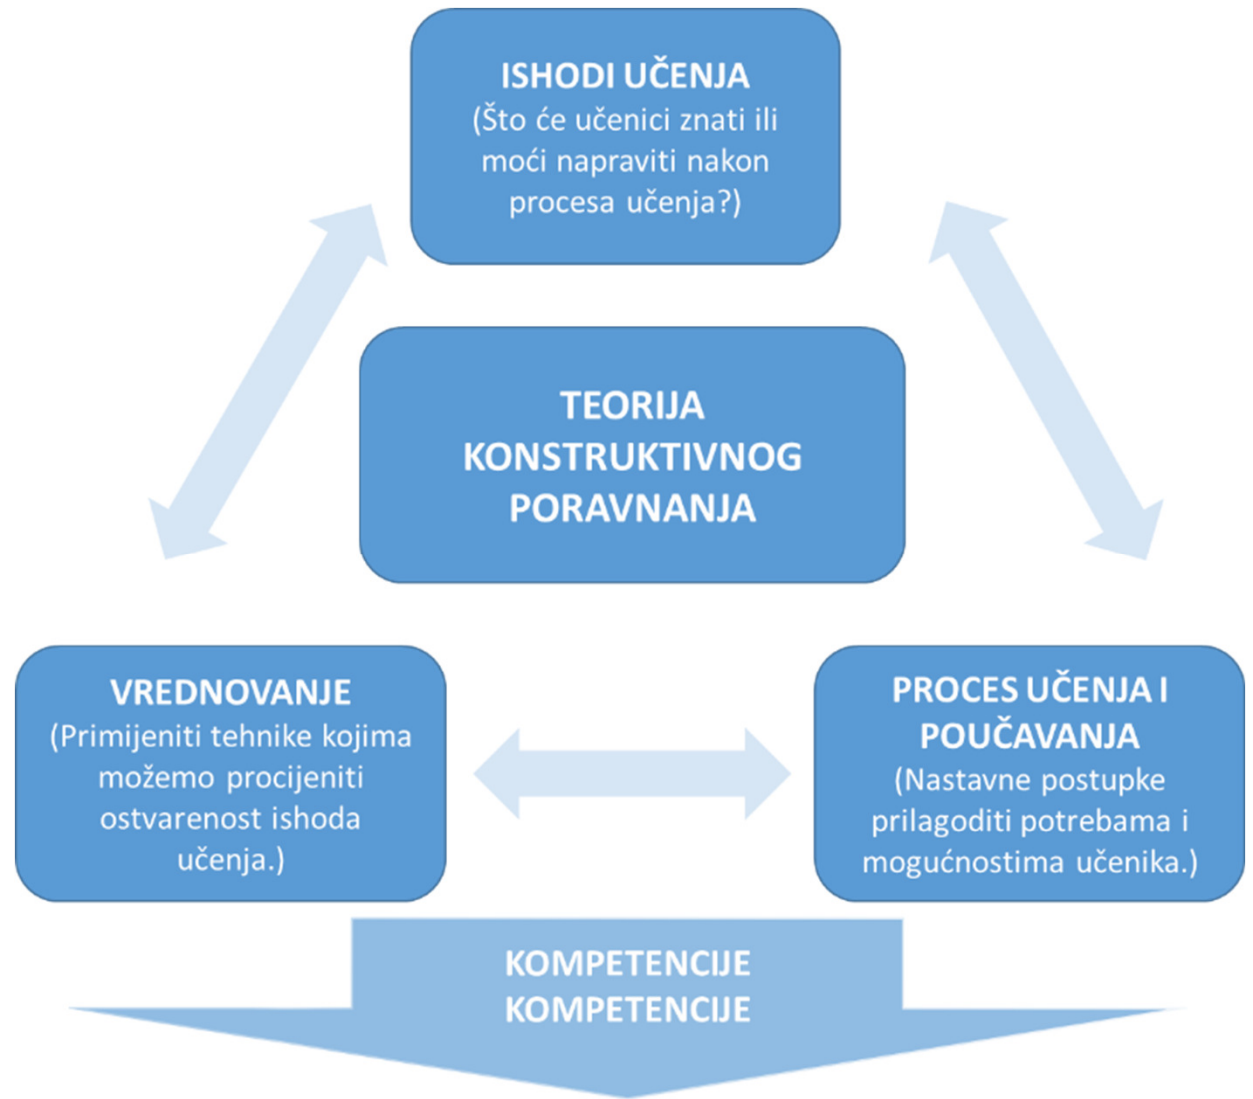 ISHODI UČENJA
(Što će učenici znati ili
moći napraviti nakon
procesa učenja?)
TEORIJA
KONSTRUKTIVNOG
PORAVNANJA
VREDNOVANJE
(Primijeniti tehnike kojima
možemo procijeniti
ostvarenost ishoda
učenja.)
PROCES UČENJA I
POUČAVANJA
(Nastavne postupke
prilagoditi potrebama i
mogućnostima učenika.)
KOMPETENCIJE
KOMPETENCIJE